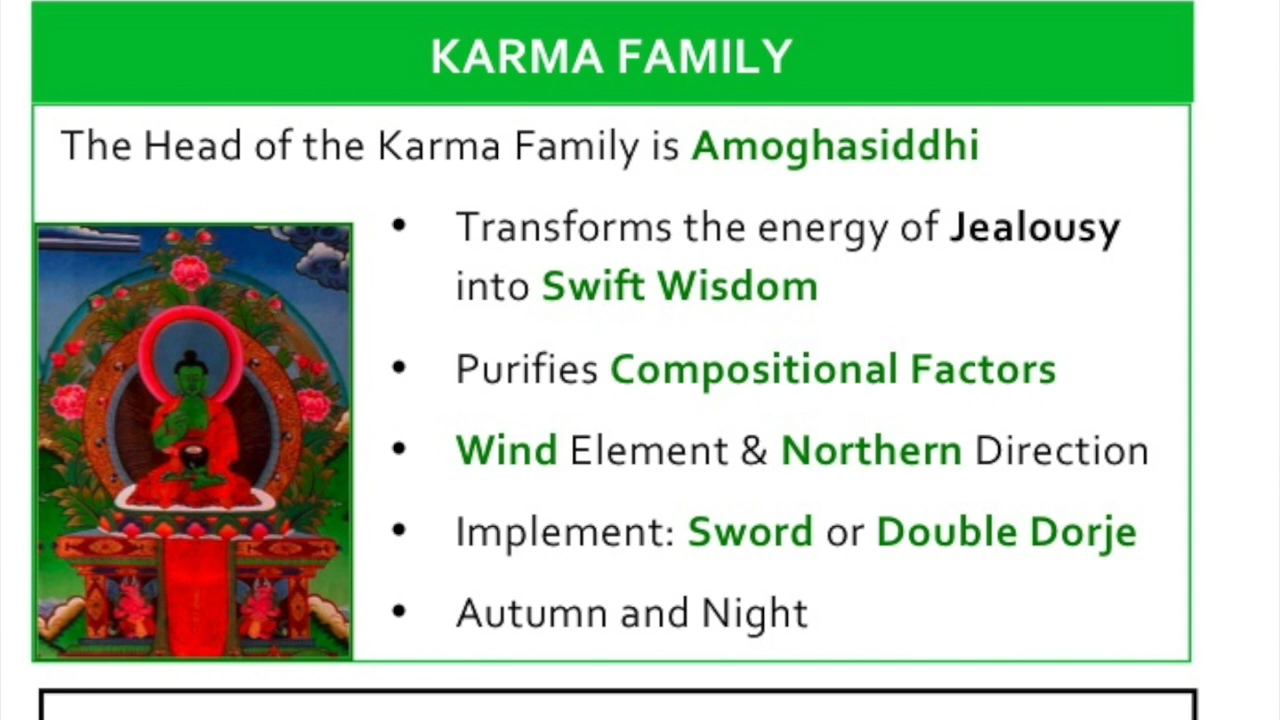 KARMA FAMILY
The Head of the Karma Family is Amoghasiddhi
• Transforms the energy of Jealousy
into Swift Wisdom
• Purifies Compositional Factors
• Wind Element & Northern Direction
• Implement: Sword or Double Dorje
• Autumn and Night